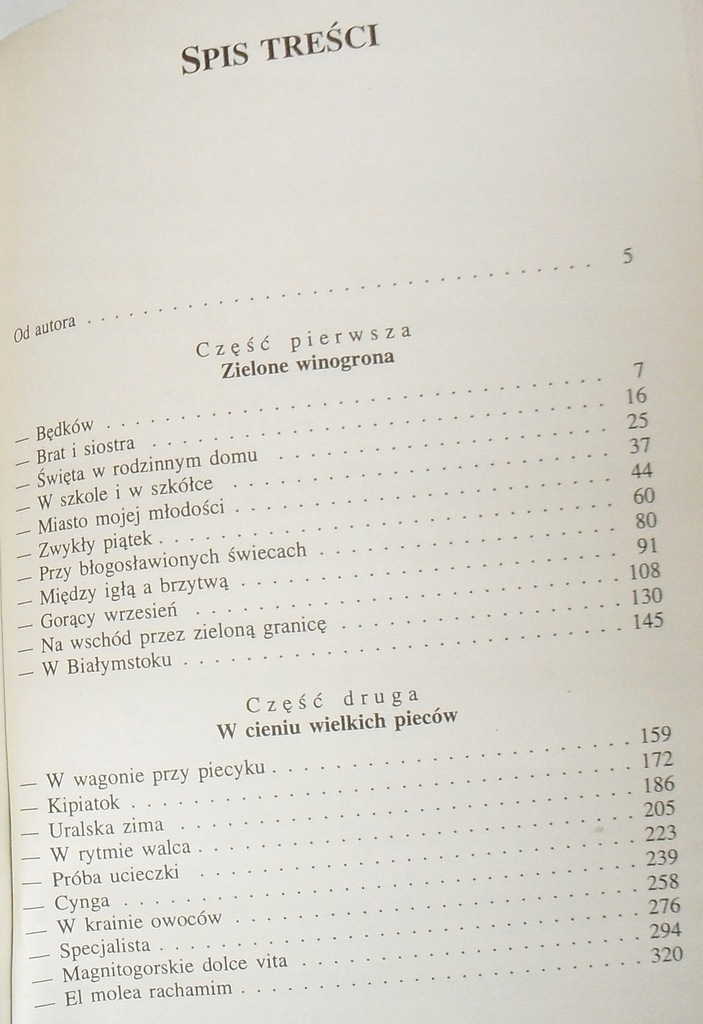 SPIS TREŚCI
Od autora . . . . . . . . . . . . . . . . . . . . . . . . . . . . . . . . . . . 5
Część pierwsza
Zielone winogrona
— Będków . . . . . . . . . . . . . . . . . . . . . . . . . . . . . . . . . 7
— Brat i siostra . . . . . . . . . . . . . . . . . . . . . . . . . . . . . . 16
— Święta w rodzinnym domu . . . . . . . . . . . . . . . . . . . . . . 25
— W szkole i w szkółce . . . . . . . . . . . . . . . . . . . . . . . . . 37
— Miasto mojej młodości . . . . . . . . . . . . . . . . . . . . . . . . 44
— Zwykły piątek . . . . . . . . . . . . . . . . . . . . . . . . . . . . . 60
— Przy błogosławionych świecach . . . . . . . . . . . . . . . . . . . 80
— Między igłą a brzytwą . . . . . . . . . . . . . . . . . . . . . . . . 91
— Gorący wrzesień . . . . . . . . . . . . . . . . . . . . . . . . . . . 108
— Na wschód przez zieloną granicę . . . . . . . . . . . . . . . . . . 130
— W Białymstoku . . . . . . . . . . . . . . . . . . . . . . . . . . . . 145
Część druga
W cieniu wielkich pieców
— W wagonie przy piecyku . . . . . . . . . . . . . . . . . . . . . . . 159
— Kipiatok . . . . . . . . . . . . . . . . . . . . . . . . . . . . . . . . 172
— Uralska zima . . . . . . . . . . . . . . . . . . . . . . . . . . . . . 186
— W rytmie walca . . . . . . . . . . . . . . . . . . . . . . . . . . . . 205
— Próba ucieczki . . . . . . . . . . . . . . . . . . . . . . . . . . . . 223
— Cynga . . . . . . . . . . . . . . . . . . . . . . . . . . . . . . . . . 239
— W krainie owoców . . . . . . . . . . . . . . . . . . . . . . . . . . 258
— Specjalista . . . . . . . . . . . . . . . . . . . . . . . . . . . . . . . 276
— Magnitogorskie dolce vita . . . . . . . . . . . . . . . . . . . . . . 294
— El molea rachamim . . . . . . . . . . . . . . . . . . . . . . . . . . 320